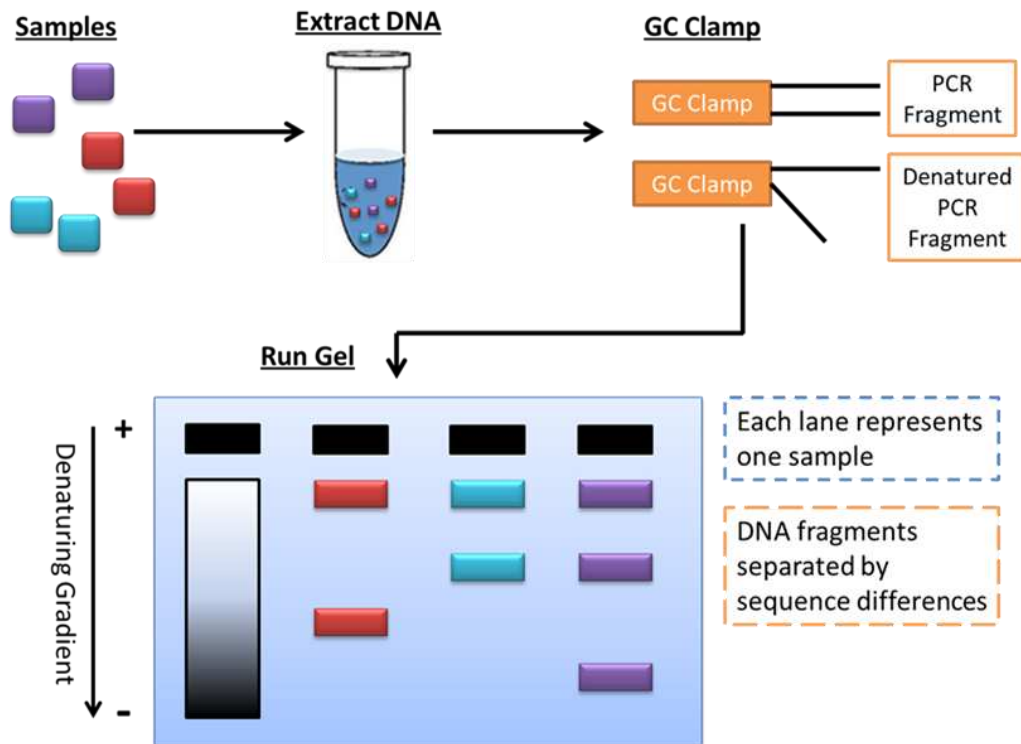 Samples
Extract DNA
GC Clamp
GC Clamp
PCR
Fragment
GC Clamp
Denatured
PCR
Fragment
Run Gel
+
Denaturing Gradient
-
Each lane represents
one sample
DNA fragments
separated by
sequence differences